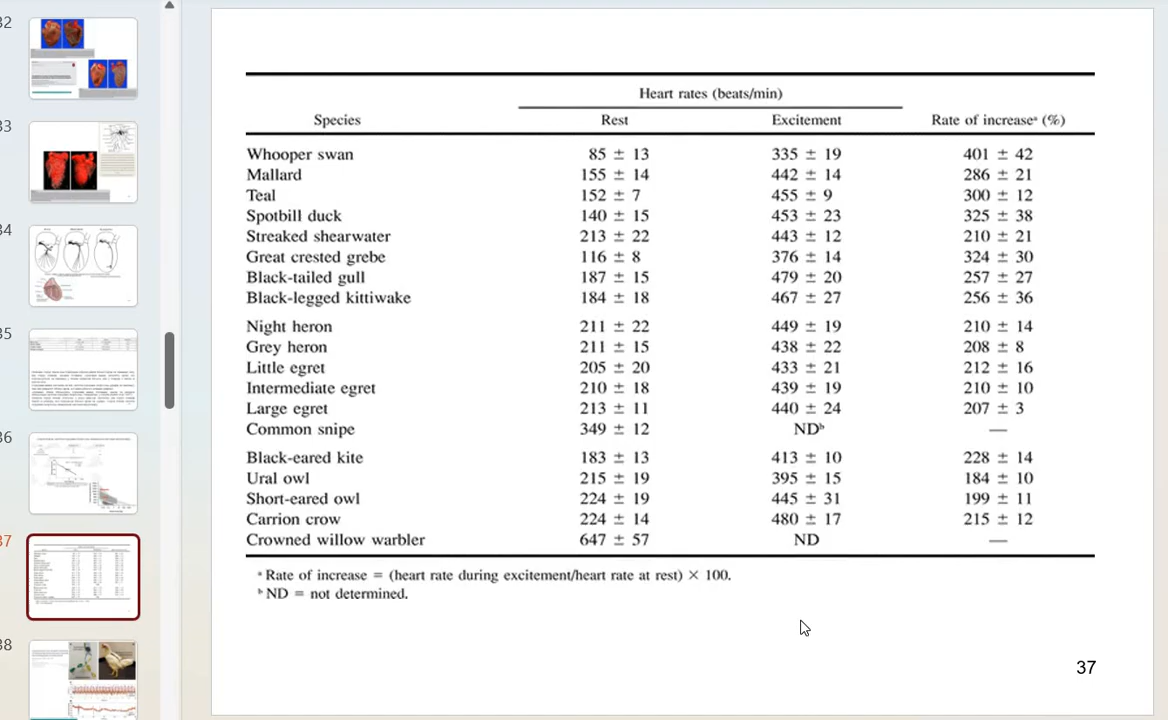 Heart rates (beats/min)
Species Rest Excitement Rate of increaseᵃ (%)
Whooper swan 85 ± 13 335 ± 19 401 ± 42
Mallard 155 ± 14 442 ± 14 286 ± 21
Teal 152 ± 7 455 ± 9 300 ± 12
Spotbill duck 140 ± 15 453 ± 23 325 ± 38
Streaked shearwater 213 ± 22 443 ± 12 210 ± 21
Great crested grebe 116 ± 8 376 ± 14 324 ± 30
Black-tailed gull 187 ± 15 479 ± 20 257 ± 27
Black-legged kittiwake 184 ± 18 467 ± 27 256 ± 36
Night heron 211 ± 22 449 ± 19 210 ± 14
Grey heron 211 ± 15 438 ± 22 208 ± 8
Little egret 205 ± 20 433 ± 21 212 ± 16
Intermediate egret 210 ± 18 439 ± 19 210 ± 10
Large egret 213 ± 11 440 ± 24 207 ± 3
Common snipe 349 ± 12 NDᵇ —
Black-eared kite 183 ± 13 413 ± 10 228 ± 14
Ural owl 215 ± 19 395 ± 15 184 ± 10
Short-eared owl 224 ± 19 445 ± 31 199 ± 11
Carrion crow 224 ± 14 480 ± 17 215 ± 12
Crowned willow warbler 647 ± 57 ND —
ᵃ Rate of increase = (heart rate during excitement/heart rate at rest) × 100.
ᵇ ND = not determined.
37